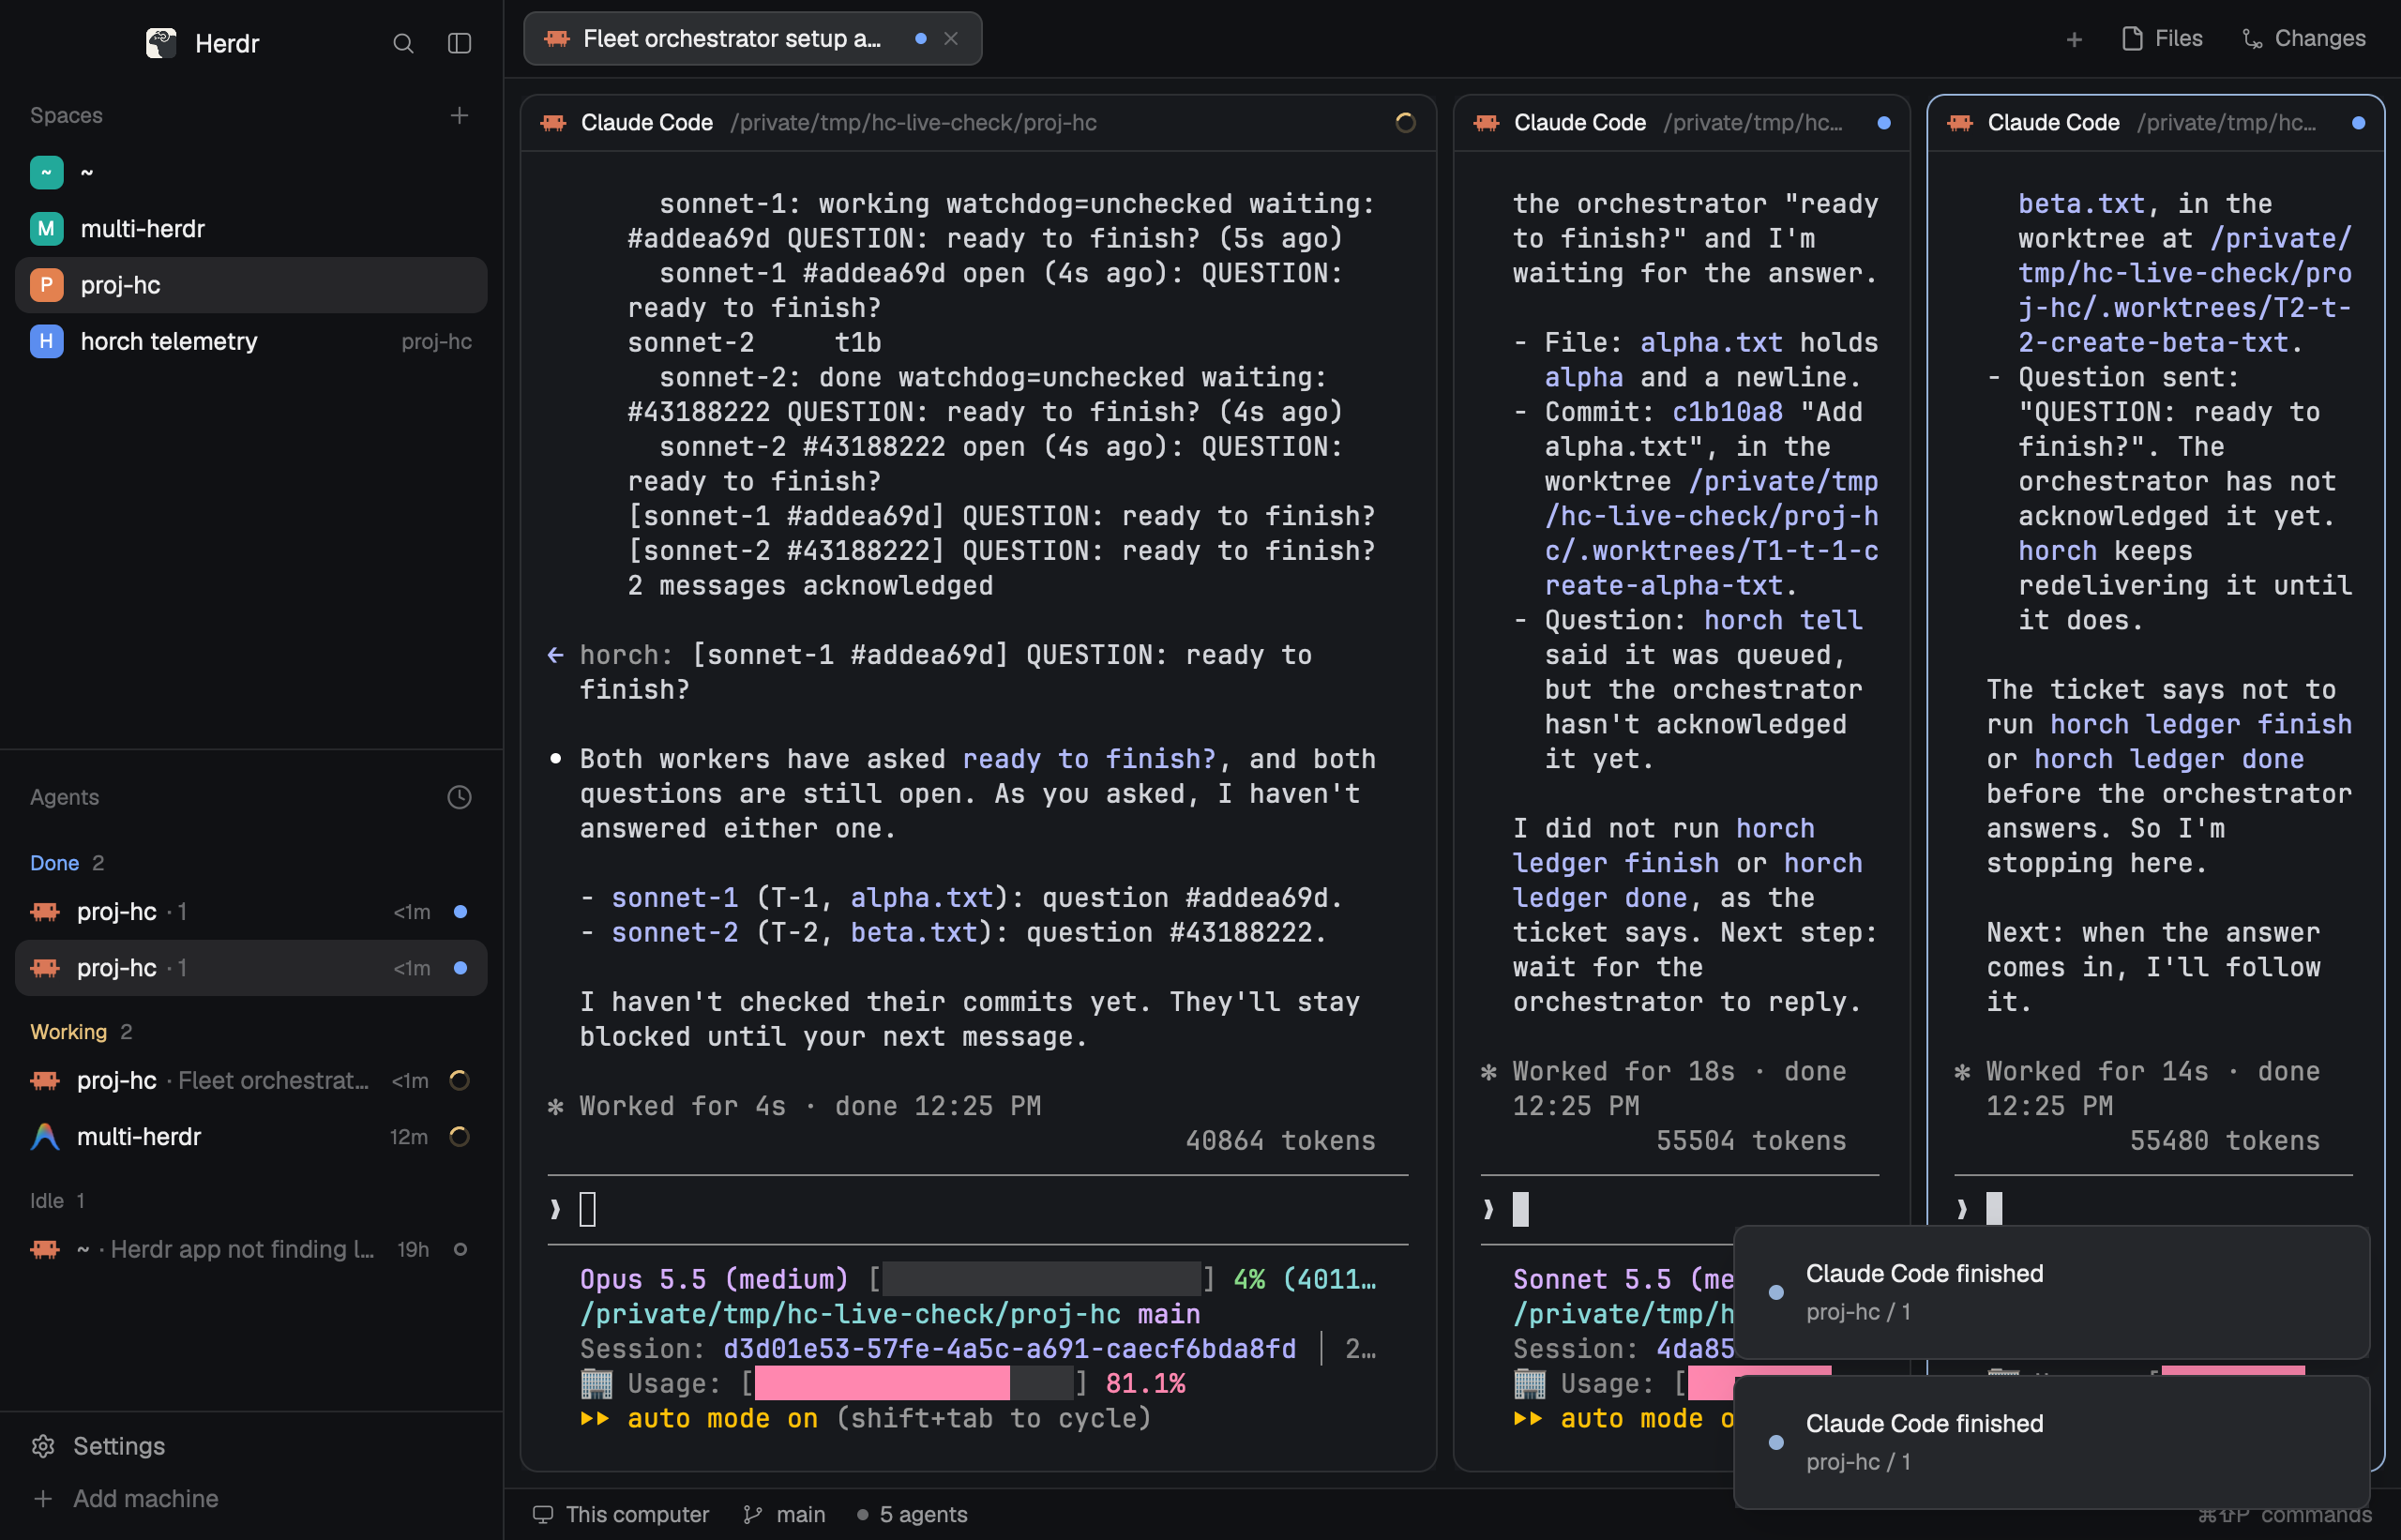 Herdr
Spaces
~ ~
M multi-herdr
P proj-hc
H horch telemetry proj-hc
Agents
Done 2
proj-hc · 1 <1m
proj-hc · 1 <1m
Working 2
proj-hc · Fleet orchestrat... <1m
multi-herdr 12m
Idle 1
~ · Herdr app not finding l... 19h
Settings
+ Add machine
Fleet orchestrator setup a...
+ Files Changes
Claude Code /private/tmp/hc-live-check/proj-hc
sonnet-1: working watchdog=unchecked waiting:
#addea69d QUESTION: ready to finish? (5s ago)
sonnet-1 #addea69d open (4s ago): QUESTION:
ready to finish?
sonnet-2 t1b
sonnet-2: done watchdog=unchecked waiting:
#43188222 QUESTION: ready to finish? (4s ago)
sonnet-2 #43188222 open (4s ago): QUESTION:
ready to finish?
[sonnet-1 #addea69d] QUESTION: ready to finish?
[sonnet-2 #43188222] QUESTION: ready to finish?
2 messages acknowledged
← horch: [sonnet-1 #addea69d] QUESTION: ready to
finish?
● Both workers have asked ready to finish?, and both
questions are still open. As you asked, I haven't
answered either one.
- sonnet-1 (T-1, alpha.txt): question #addea69d.
- sonnet-2 (T-2, beta.txt): question #43188222.
I haven't checked their commits yet. They'll stay
blocked until your next message.
✻ Worked for 4s · done 12:25 PM
40864 tokens
❯
Opus 5.5 (medium) [ ] 4% (4011…
/private/tmp/hc-live-check/proj-hc main
Session: d3d01e53-57fe-4a5c-a691-caecf6bda8fd | 2…
Usage: [ ] 81.1%
▸▸ auto mode on (shift+tab to cycle)
Claude Code /private/tmp/hc...
the orchestrator "ready
to finish?" and I'm
waiting for the answer.
- File: alpha.txt holds
alpha and a newline.
- Commit: c1b10a8 "Add
alpha.txt", in the
worktree /private/tmp
/hc-live-check/proj-h
c/.worktrees/T1-t-1-c
reate-alpha-txt.
- Question: horch tell
said it was queued,
but the orchestrator
hasn't acknowledged
it yet.
I did not run horch
ledger finish or horch
ledger done, as the
ticket says. Next step:
wait for the
orchestrator to reply.
✻ Worked for 18s · done
12:25 PM
55504 tokens
❯
Sonnet 5.5 (me
/private/tmp/h
Session: 4da85
Usage: [
▸▸ auto mode o
Claude Code /private/tmp/hc...
beta.txt, in the
worktree at /private/
tmp/hc-live-check/pro
j-hc/.worktrees/T2-t-
2-create-beta-txt.
- Question sent:
"QUESTION: ready to
finish?". The
orchestrator has not
acknowledged it yet.
horch keeps
redelivering it until
it does.
The ticket says not to
run horch ledger finish
or horch ledger done
before the orchestrator
answers. So I'm
stopping here.
Next: when the answer
comes in, I'll follow
it.
✻ Worked for 14s · done
12:25 PM
55480 tokens
❯
Claude Code finished
proj-hc / 1
Claude Code finished
proj-hc / 1
This computer main 5 agents
⌘⇧P commands